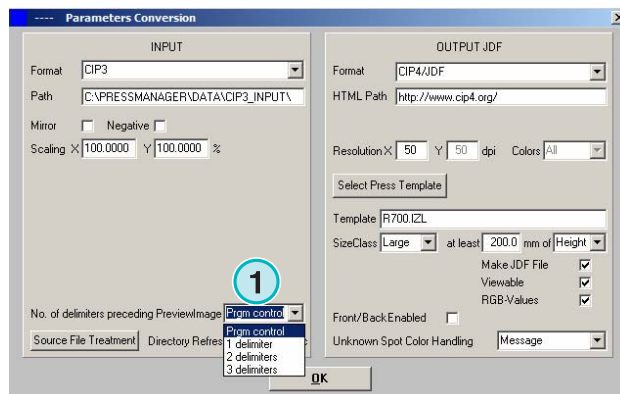 ---- Parameters Conversion
INPUT
Format CIP3
Path C:\PRESSMANAGER\DATA\CIP3_INPUT\
Mirror Negative
Scaling X 100.0000 Y 100.0000 %
1
No. of delimiters preceding PreviewImage Prgm control
Prgm control
1 delimiter
2 delimiters
3 delimiters
Source File Treatment Directory Refres
OUTPUT JDF
Format CIP4/JDF
HTML Path http://www.cip4.org/
Resolution X 50 Y 50 dpi Colors All
Select Press Template
Template R700.IZL
SizeClass Large at least 200.0 mm of Height
Make JDF File
Viewable
RGB-Values
Front/Back Enabled
Unknown Spot Color Handling Message
OK